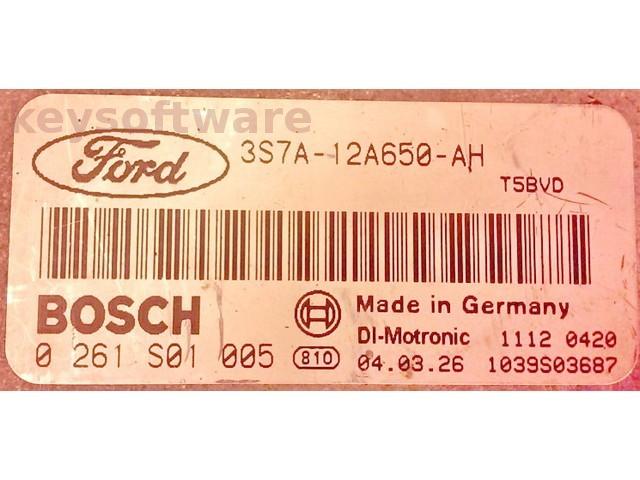 keysoftware
Ford 3S7A-12A650-AH
T5BVD
BOSCH Made in Germany
DI-Motronic 1112 0420
0 261 S01 005 810 04.03.26 1039S03687